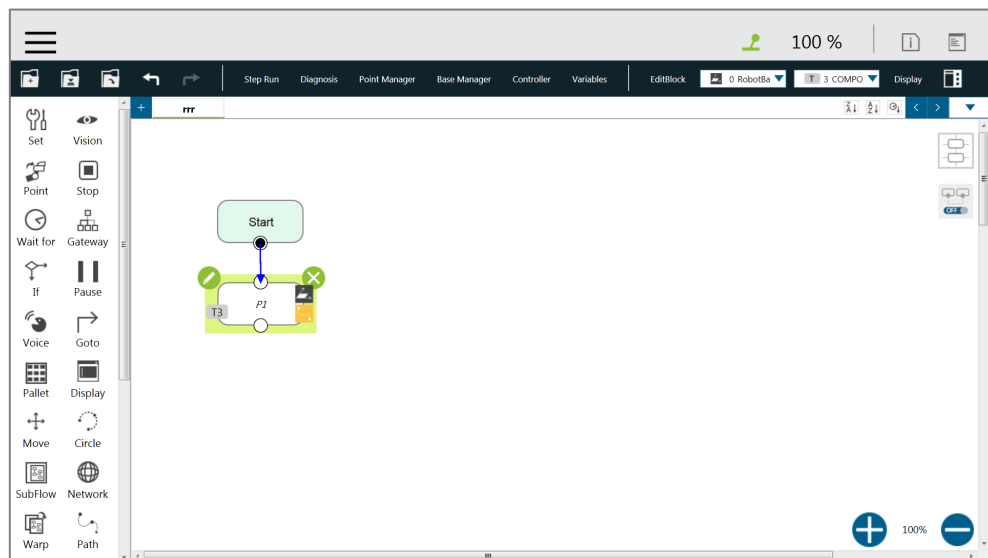 100 %
Step Run Diagnosis Point Manager Base Manager Controller Variables EditBlock 0 RobotBa T 3 COMPO Display
+ rrr
Set Vision
Point Stop
Wait for Gateway
If Pause
Voice Goto
Pallet Display
Move Circle
SubFlow Network
Warp Path
OFF
Start
T3 P1
100%